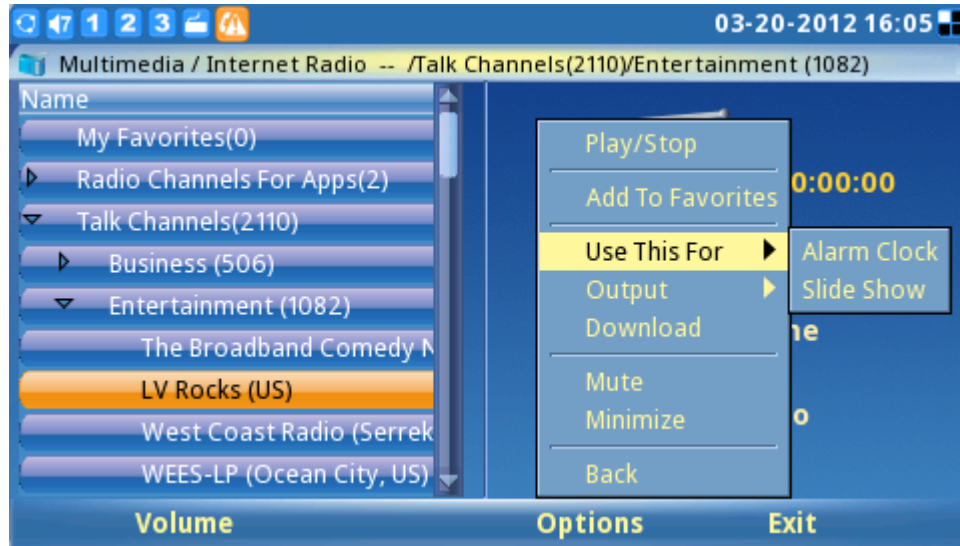 7 1 2 3 03-20-2012 16:05
Multimedia / Internet Radio -- /Talk Channels(2110)/Entertainment (1082)
Name
My Favorites(0)
Radio Channels For Apps(2)
Talk Channels(2110)
Business (506)
Entertainment (1082)
The Broadband Comedy
LV Rocks (US)
West Coast Radio (Serrek
WEES-LP (Ocean City, US)
Play/Stop
Add To Favorites
0:00:00
Use This For
Alarm Clock
Output
Slide Show
Download
Mute
Minimize
Back
Volume Options Exit